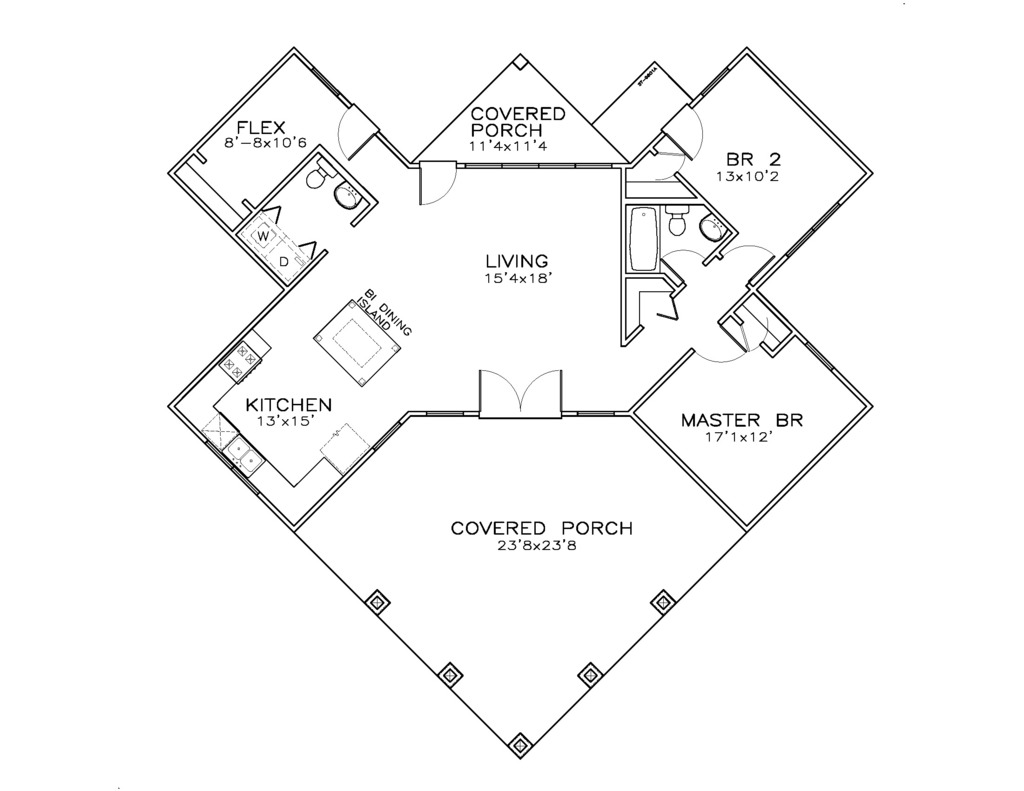 FLEX
8'-8x10'6
COVERED
PORCH
11'4x11'4
BR 2
13x10'2
W
D
LIVING
15'4x18'
BI DINING
ISLAND
KITCHEN
13'x15'
MASTER BR
17'1x12'
COVERED PORCH
23'8x23'8